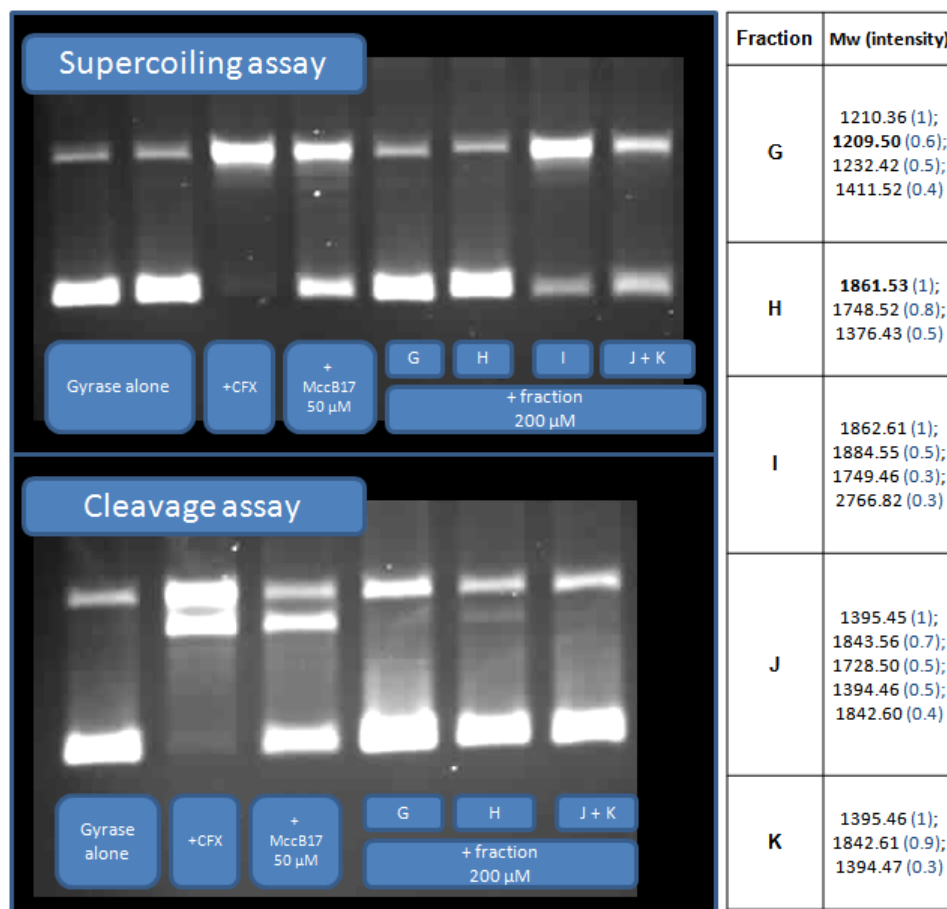 Supercoiling assay
Gyrase alone
+CFX
+
MccB17
50 μM
G
H
I
J + K
+ fraction
200 μM
Cleavage assay
Gyrase
alone
+CFX
+
MccB17
50 μM
G
H
J + K
+ fraction
200 μM
Fraction Mw (intensity)
G
1210.36 (1);
1209.50 (0.6);
1232.42 (0.5);
1411.52 (0.4)
H
1861.53 (1);
1748.52 (0.8);
1376.43 (0.5)
I
1862.61 (1);
1884.55 (0.5);
1749.46 (0.3);
2766.82 (0.3)
J
1395.45 (1);
1843.56 (0.7);
1728.50 (0.5);
1394.46 (0.5);
1842.60 (0.4)
K
1395.46 (1);
1842.61 (0.9);
1394.47 (0.3)